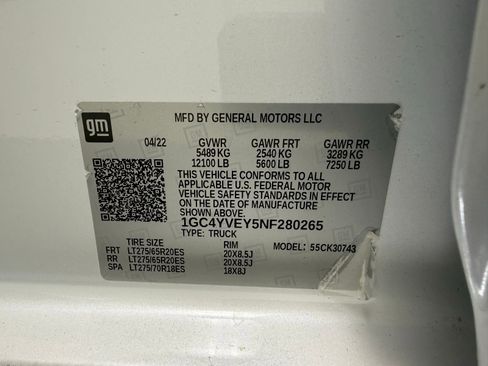 gm
MFD BY GENERAL MOTORS LLC
04/22 GVWR GAWR FRT GAWR RR
5489 KG 2540 KG 3289 KG
12100 LB 5600 LB 7250 LB
THIS VEHICLE CONFORMS TO ALL
APPLICABLE U.S. FEDERAL MOTOR
VEHICLE SAFETY STANDARDS IN EFFECT
ON THE DATE OF MANUFACTURE
SHOWN ABOVE.
1GC4YVEY5NF280265
TYPE: TRUCK
TIRE SIZE RIM MODEL: 55CK30743
FRT LT275/65R20ES 20X8.5J
RR LT275/65R20ES 20X8.5J
SPA LT275/70R18ES 18X8J